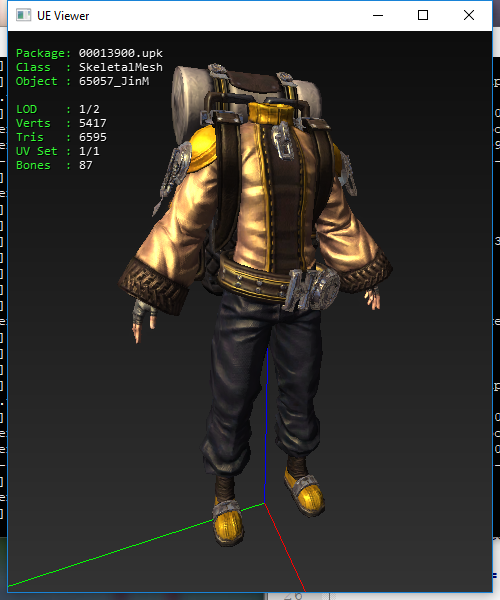 UE Viewer
Package: 00013900.upk
Class : SkeletalMesh
Object : 65057_JinM
LOD : 1/2
Verts : 5417
Tris : 6595
UV Set : 1/1
Bones : 87